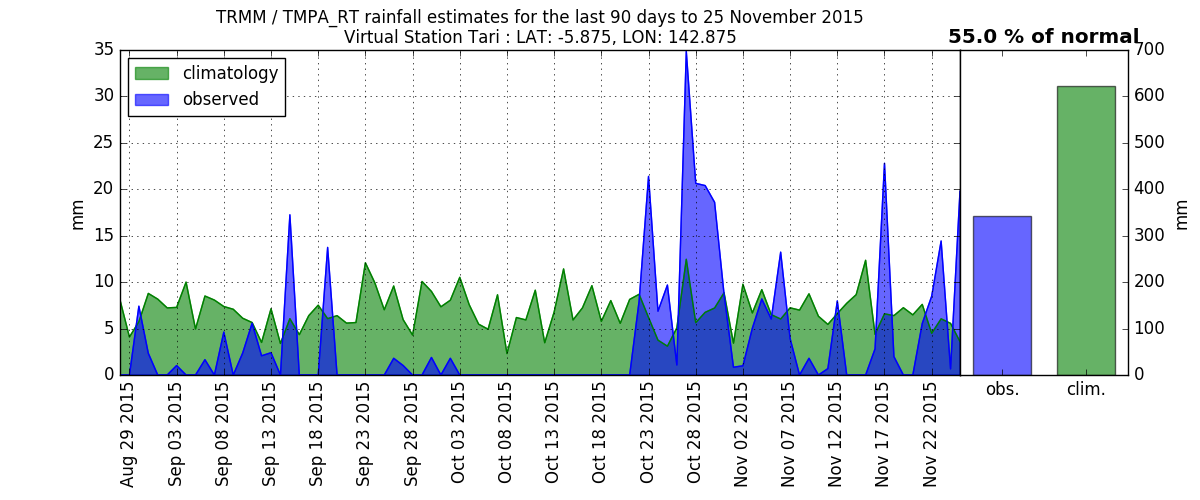 TRMM / TMPA_RT rainfall estimates for the last 90 days to 25 November 2015
Virtual Station Tari : LAT: -5.875, LON: 142.875
55.0 % of normal
climatology
observed
mm
35
30
25
20
15
10
5
0
Aug 29 2015
Sep 03 2015
Sep 08 2015
Sep 13 2015
Sep 18 2015
Sep 23 2015
Sep 28 2015
Oct 03 2015
Oct 08 2015
Oct 13 2015
Oct 18 2015
Oct 23 2015
Oct 28 2015
Nov 02 2015
Nov 07 2015
Nov 12 2015
Nov 17 2015
Nov 22 2015
obs.
clim.
700
600
500
400
300
200
100
0
mm